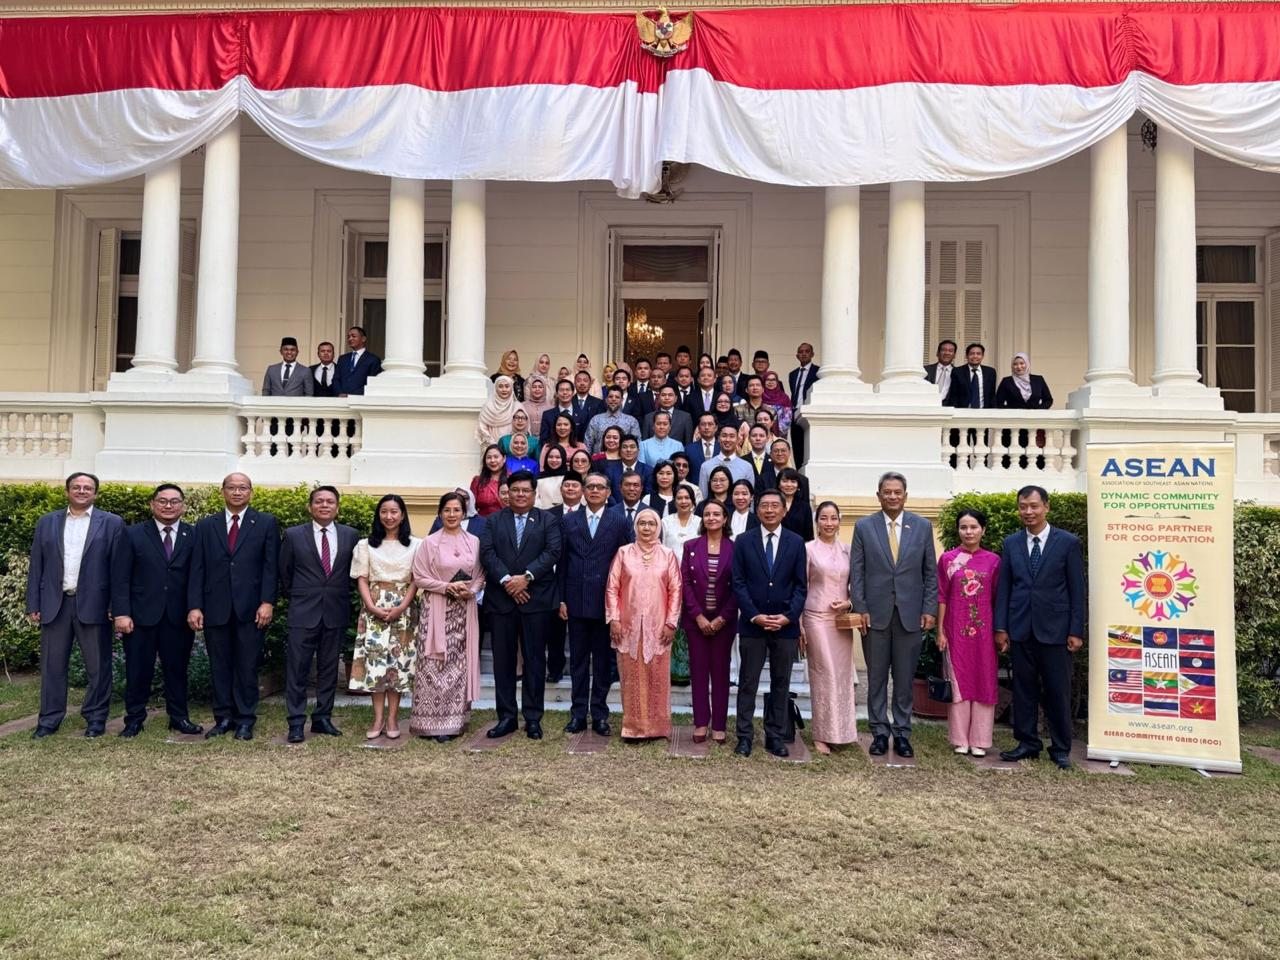 ASEAN
ASSOCIATION OF SOUTHEAST ASIAN NATIONS
DYNAMIC COMMUNITY
FOR OPPORTUNITIES
STRONG PARTNER
FOR COOPERATION
ASEAN
www.asean.org
ASEAN COMMITTEE IN CAIRO (ACC)